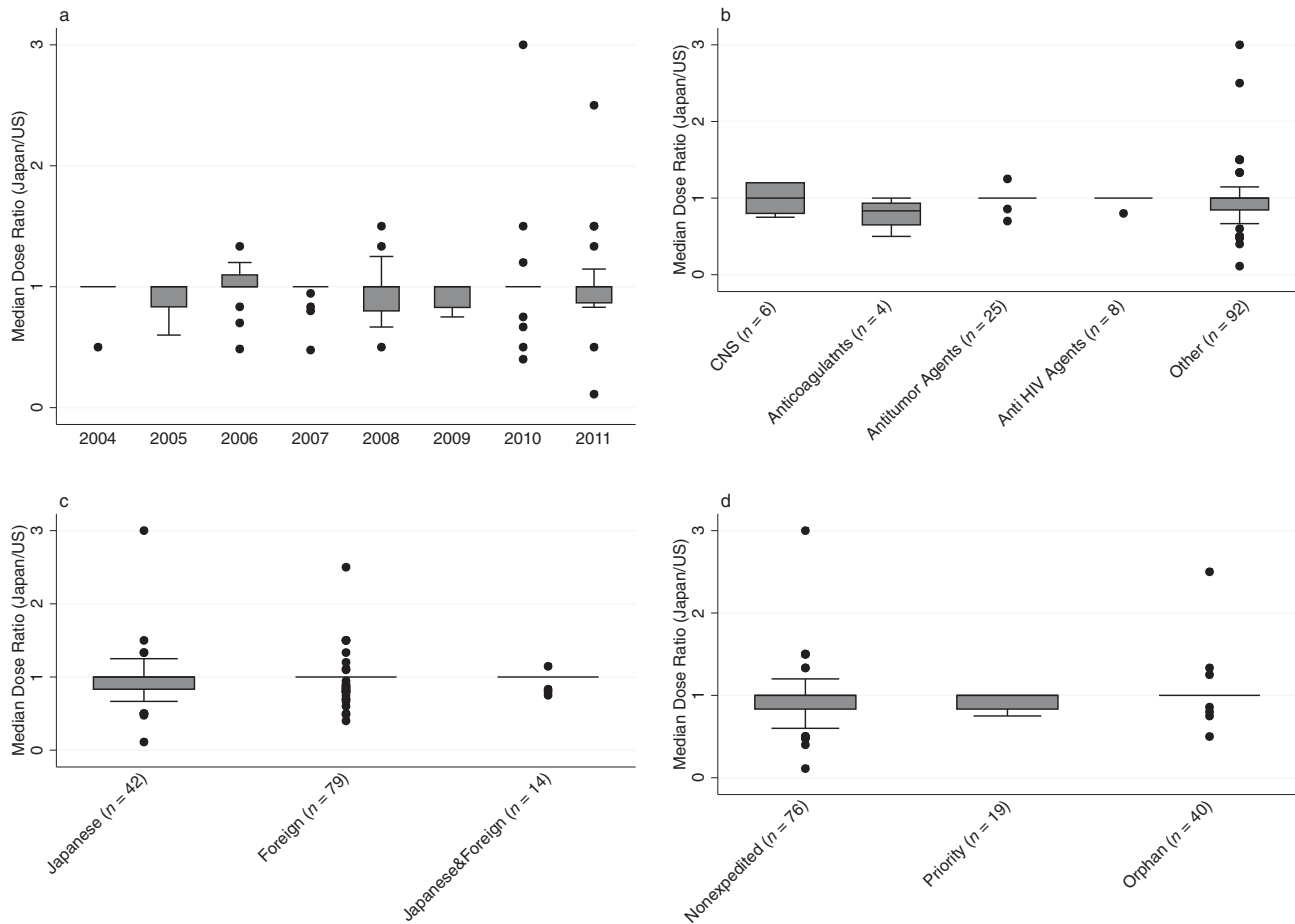 a
Median Dose Ratio (Japan/US)
3
2
1
0
2004 2005 2006 2007 2008 2009 2010 2011
b
Median Dose Ratio (Japan/US)
3
2
1
0
CNS (n = 6)
Anticoagulatnts (n = 4)
Antitumor Agents (n = 25)
Anti HIV Agents (n = 8)
Other (n = 92)
c
Median Dose Ratio (Japan/US)
3
2
1
0
Japanese (n = 42)
Foreign (n = 79)
Japanese&Foreign (n = 14)
d
Median Dose Ratio (Japan/US)
3
2
1
0
Nonexpedited (n = 76)
Priority (n = 19)
Orphan (n = 40)